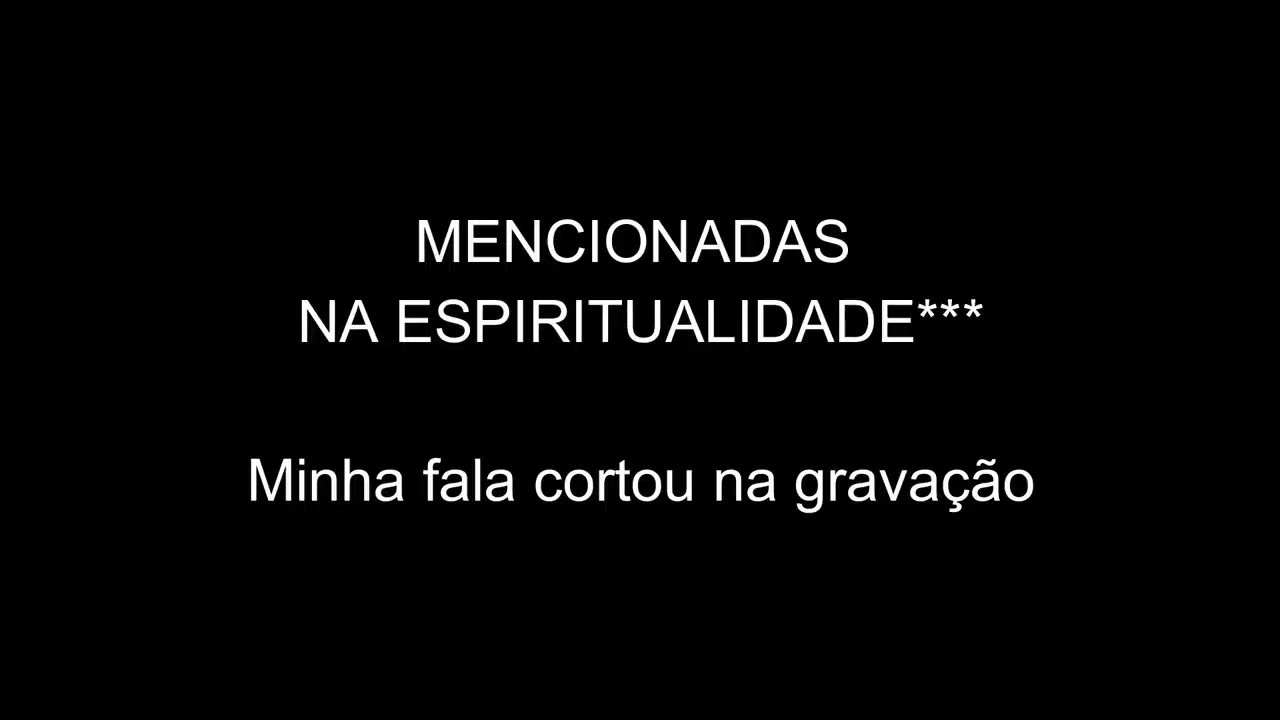 MENCIONADAS
NA ESPIRITUALIDADE***
Minha fala cortou na gravação